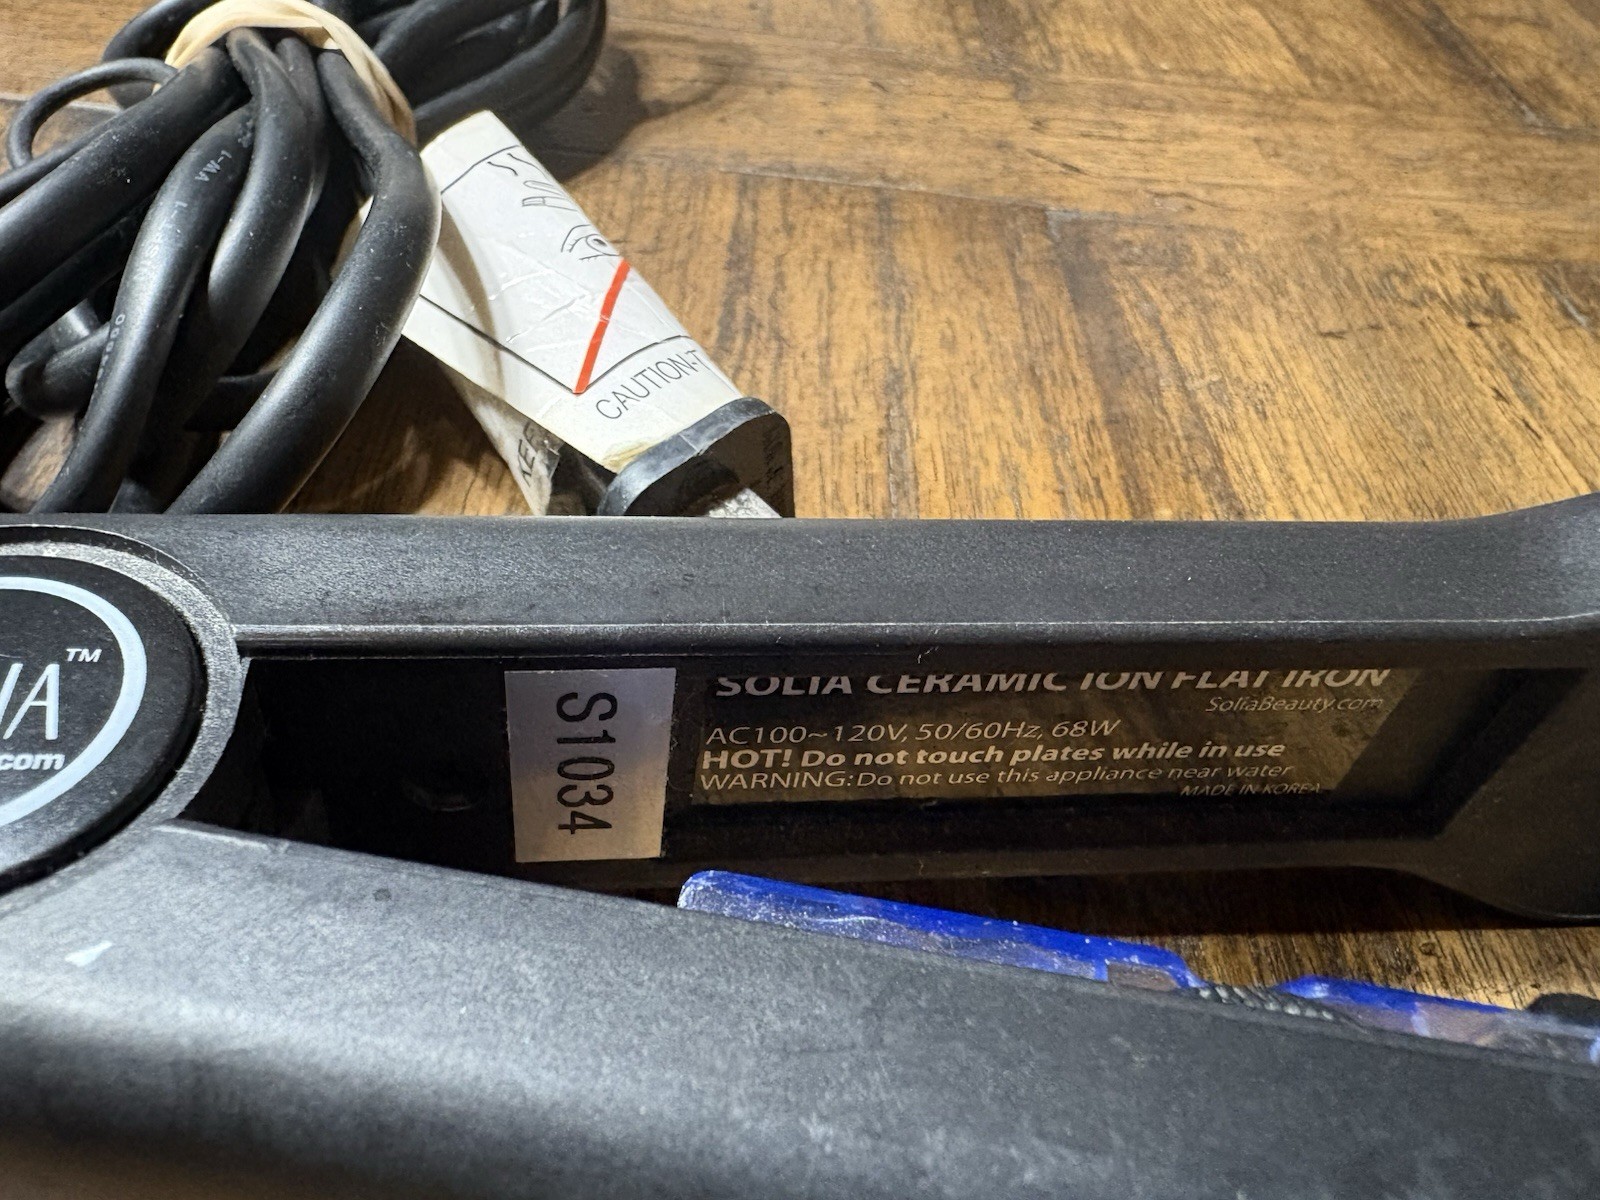 VW-1
CAUTION-T
KEEP
IA™
.com
S1034
SOLIA CERAMIC ION FLAT IRON
SoliaBeauty.com
AC100~120V, 50/60Hz, 68W
HOT! Do not touch plates while in use
WARNING: Do not use this appliance near water
MADE IN KOREA